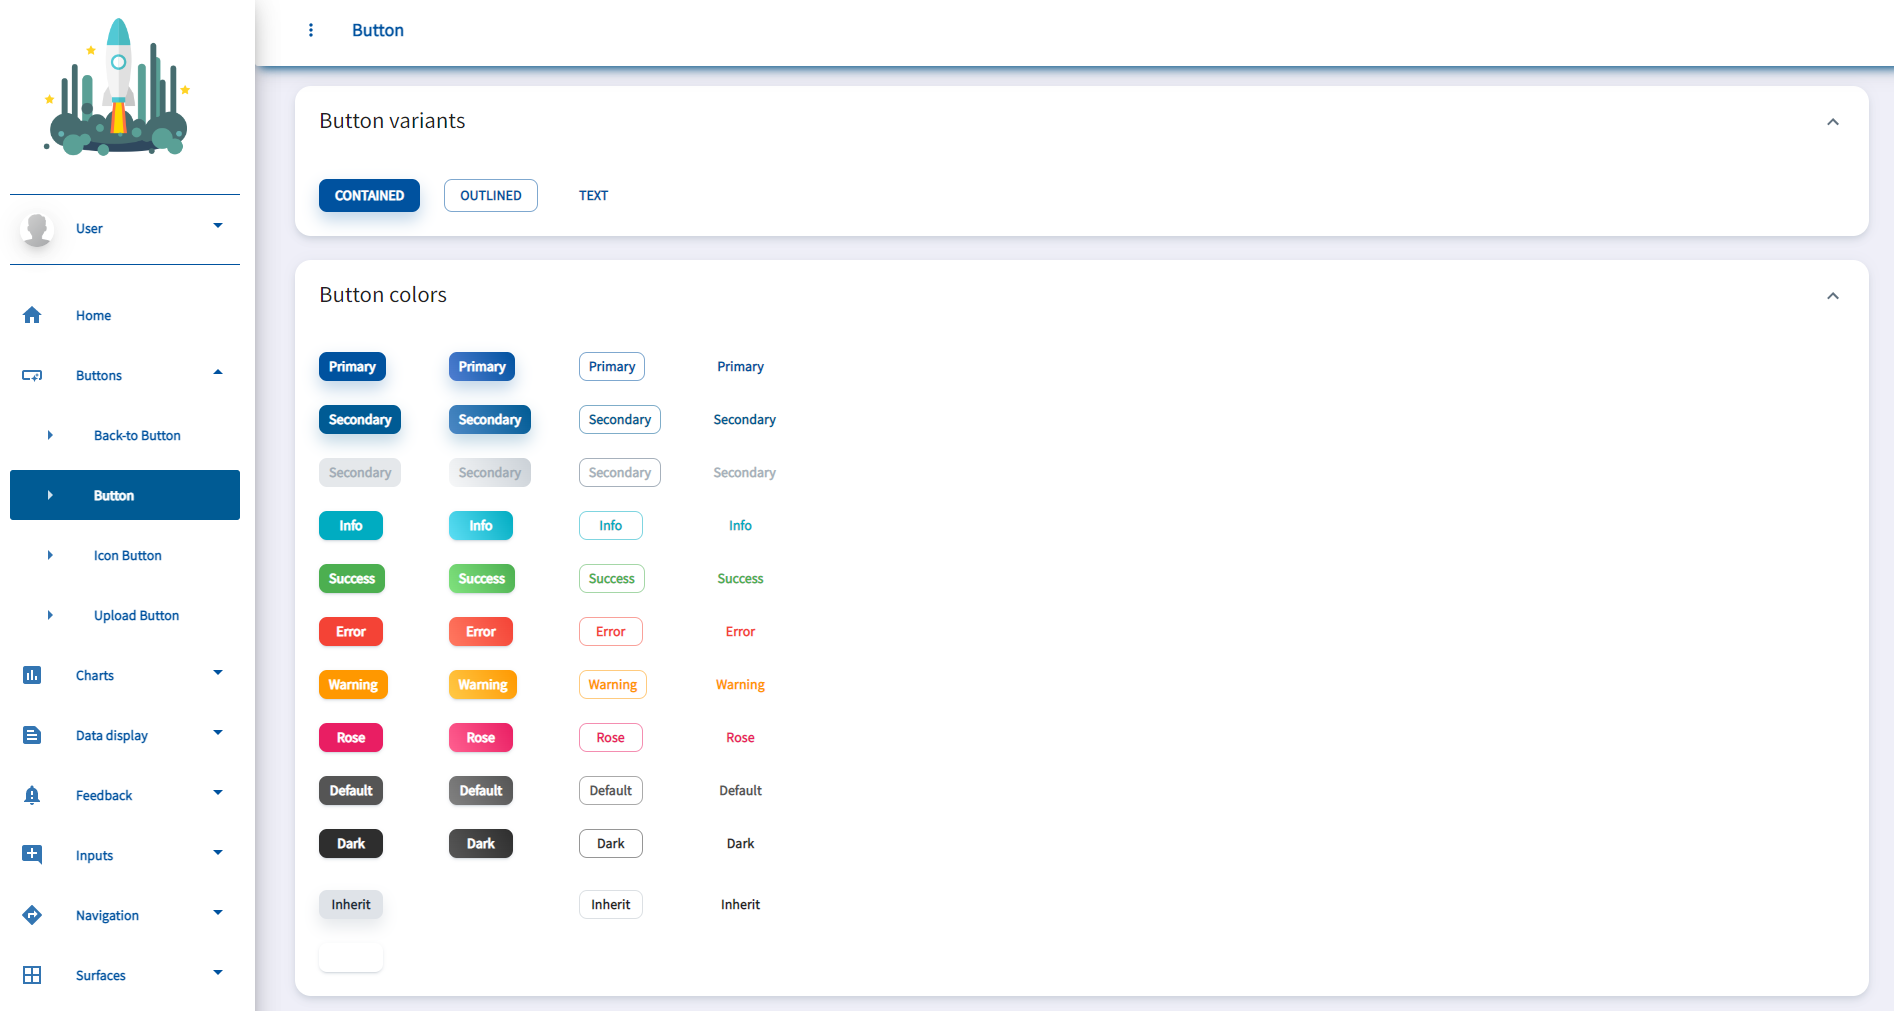 Button
User
Home
Buttons
Back-to Button
Button
Icon Button
Upload Button
Charts
Data display
Feedback
Inputs
Navigation
Surfaces
Button variants
CONTAINED OUTLINED TEXT
Button colors
Primary Primary Primary Primary
Secondary Secondary Secondary Secondary
Secondary Secondary Secondary Secondary
Info Info Info Info
Success Success Success Success
Error Error Error Error
Warning Warning Warning Warning
Rose Rose Rose Rose
Default Default Default Default
Dark Dark Dark Dark
Inherit Inherit Inherit